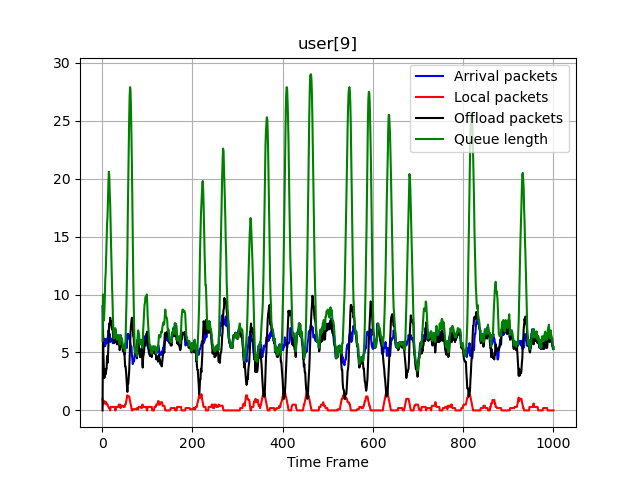 user[9]
30
25
20
15
10
5
0
Arrival packets
Local packets
Offload packets
Queue length
0 200 400 600 800 1000
Time Frame